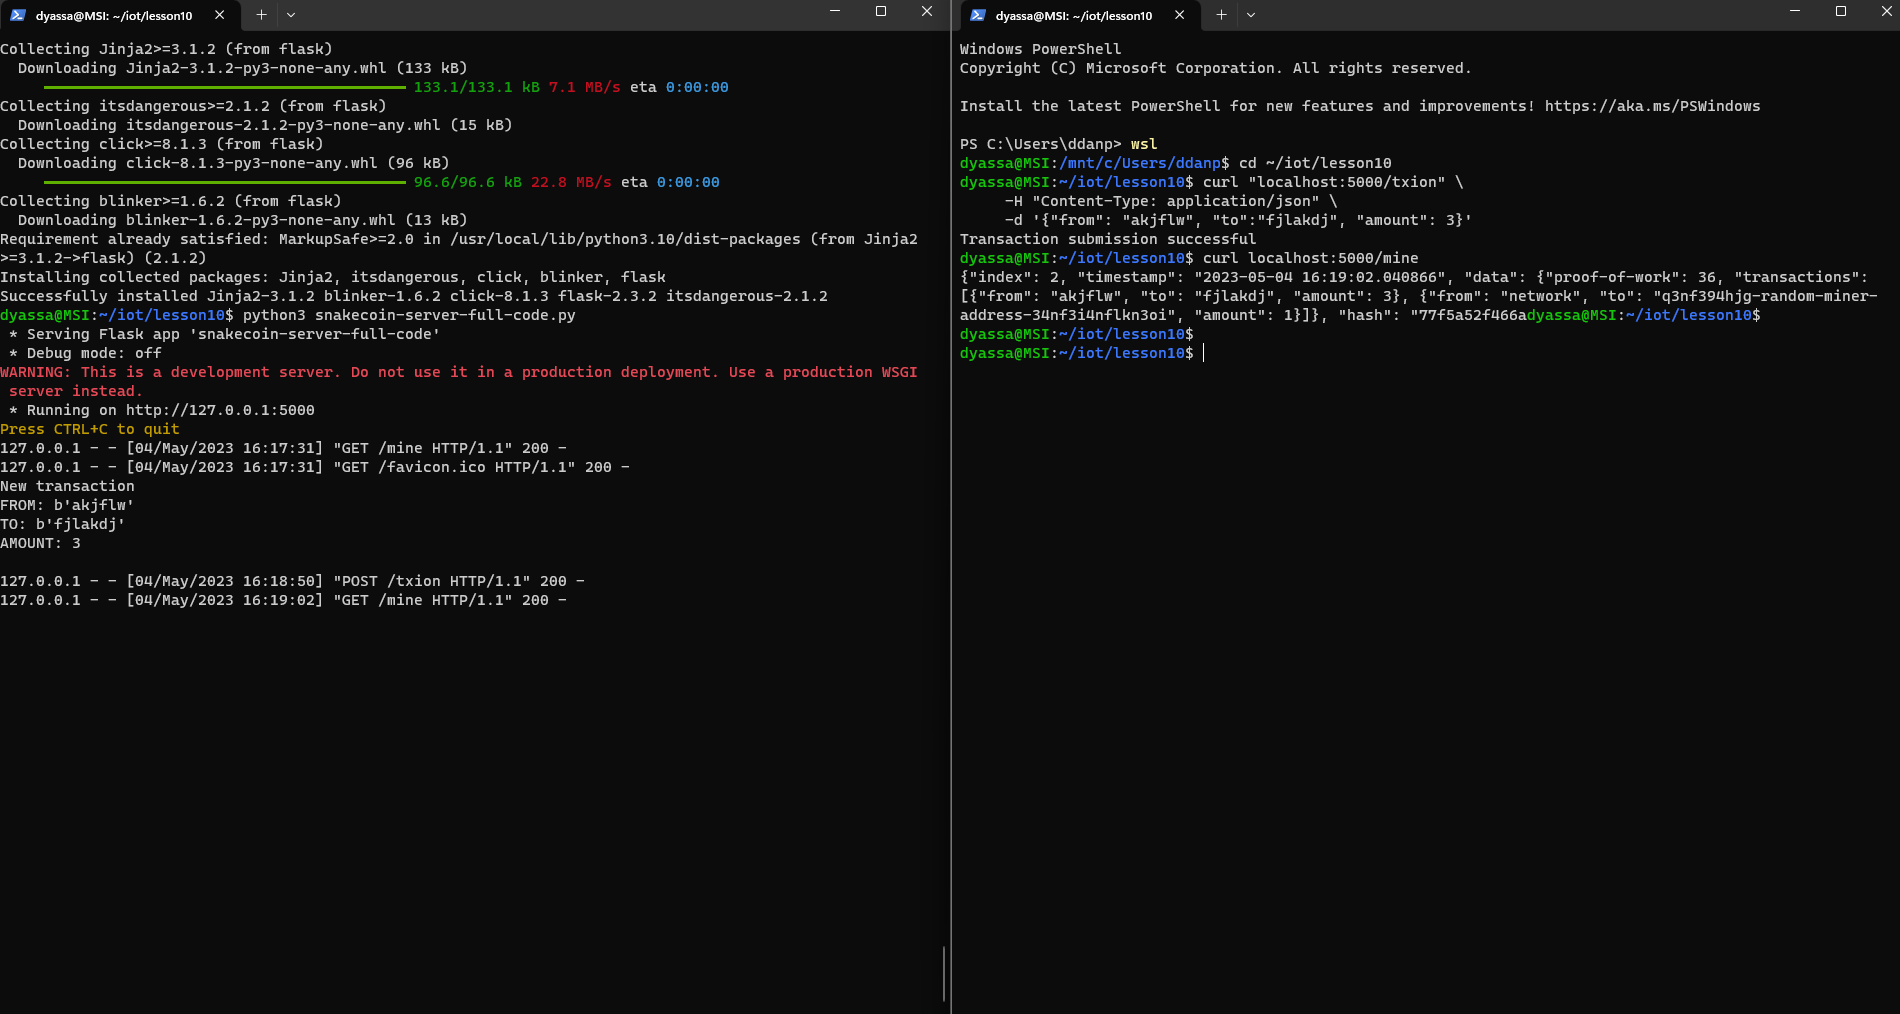 dyassa@MSI: ~/iot/lesson10
Collecting Jinja2>=3.1.2 (from flask)
  Downloading Jinja2-3.1.2-py3-none-any.whl (133 kB)
133.1/133.1 kB 7.1 MB/s eta 0:00:00
Collecting itsdangerous>=2.1.2 (from flask)
  Downloading itsdangerous-2.1.2-py3-none-any.whl (15 kB)
Collecting click>=8.1.3 (from flask)
  Downloading click-8.1.3-py3-none-any.whl (96 kB)
96.6/96.6 kB 22.8 MB/s eta 0:00:00
Collecting blinker>=1.6.2 (from flask)
  Downloading blinker-1.6.2-py3-none-any.whl (13 kB)
Requirement already satisfied: MarkupSafe>=2.0 in /usr/local/lib/python3.10/dist-packages (from Jinja2
>=3.1.2->flask) (2.1.2)
Installing collected packages: Jinja2, itsdangerous, click, blinker, flask
Successfully installed Jinja2-3.1.2 blinker-1.6.2 click-8.1.3 flask-2.3.2 itsdangerous-2.1.2
dyassa@MSI:~/iot/lesson10$ python3 snakecoin-server-full-code.py
 * Serving Flask app 'snakecoin-server-full-code'
 * Debug mode: off
WARNING: This is a development server. Do not use it in a production deployment. Use a production WSGI
 server instead.
 * Running on http://127.0.0.1:5000
Press CTRL+C to quit
127.0.0.1 - - [04/May/2023 16:17:31] "GET /mine HTTP/1.1" 200 -
127.0.0.1 - - [04/May/2023 16:17:31] "GET /favicon.ico HTTP/1.1" 200 -
New transaction
FROM: b'akjflw'
TO: b'fjlakdj'
AMOUNT: 3
127.0.0.1 - - [04/May/2023 16:18:50] "POST /txion HTTP/1.1" 200 -
127.0.0.1 - - [04/May/2023 16:19:02] "GET /mine HTTP/1.1" 200 -
dyassa@MSI: ~/iot/lesson10
Windows PowerShell
Copyright (C) Microsoft Corporation. All rights reserved.
Install the latest PowerShell for new features and improvements! https://aka.ms/PSWindows
PS C:\Users\ddanp> wsl
dyassa@MSI:/mnt/c/Users/ddanp$ cd ~/iot/lesson10
dyassa@MSI:~/iot/lesson10$ curl "localhost:5000/txion" \
     -H "Content-Type: application/json" \
     -d '{"from": "akjflw", "to":"fjlakdj", "amount": 3}'
Transaction submission successful
dyassa@MSI:~/iot/lesson10$ curl localhost:5000/mine
{"index": 2, "timestamp": "2023-05-04 16:19:02.040866", "data": {"proof-of-work": 36, "transactions":
[{"from": "akjflw", "to": "fjlakdj", "amount": 3}, {"from": "network", "to": "q3nf394hjg-random-miner-
address-34nf3i4nflkn3oi", "amount": 1}]}, "hash": "77f5a52f466adyassa@MSI:~/iot/lesson10$
dyassa@MSI:~/iot/lesson10$
dyassa@MSI:~/iot/lesson10$